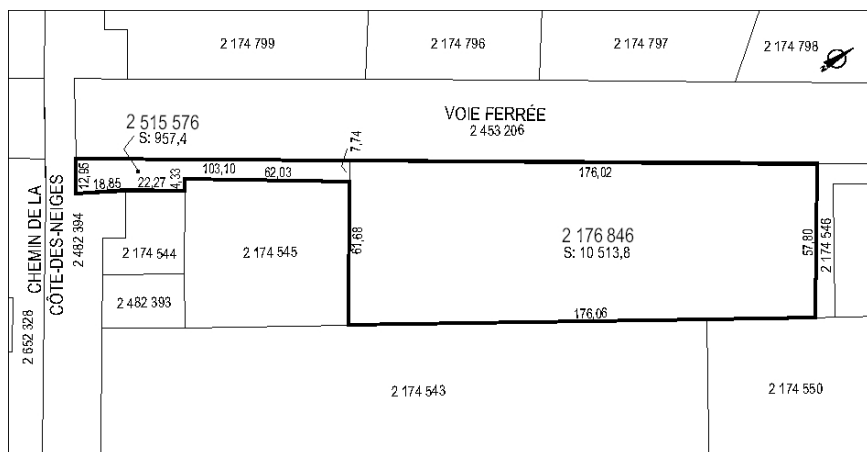 2 174 799
2 174 796
2 174 797
2 174 798
VOIE FERRÉE
2 453 206
2 515 576
S: 957,4
7,74
12,95
18,85
22,27
4,33
103,10
62,03
176,02
CHEMIN DE LA
CÔTE-DES-NEIGES
2 482 394
2 174 544
2 174 545
61,68
2 176 846
S: 10 513,8
57,80
2 174 546
2 482 393
2 652 328
176,06
2 174 543
2 174 550